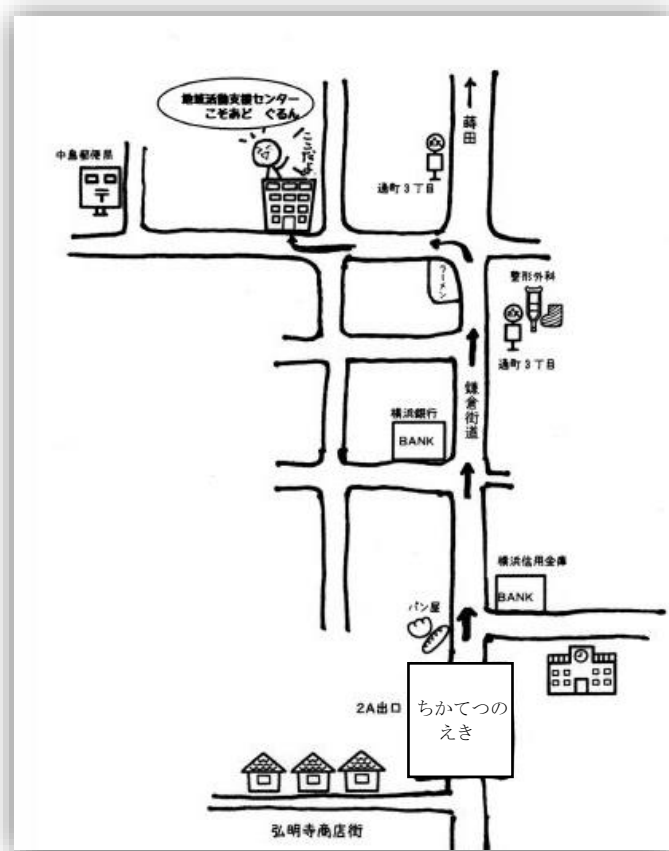 地域活動支援センター
こそあど　ぐるん
ここだよ
中島郵便局
〒
蒔田
通町3丁目
ラーメン
整形外科
通町3丁目
鎌倉街道
横浜銀行
BANK
横浜信用金庫
BANK
パン屋
2A出口
ちかてつの
えき
弘明寺商店街